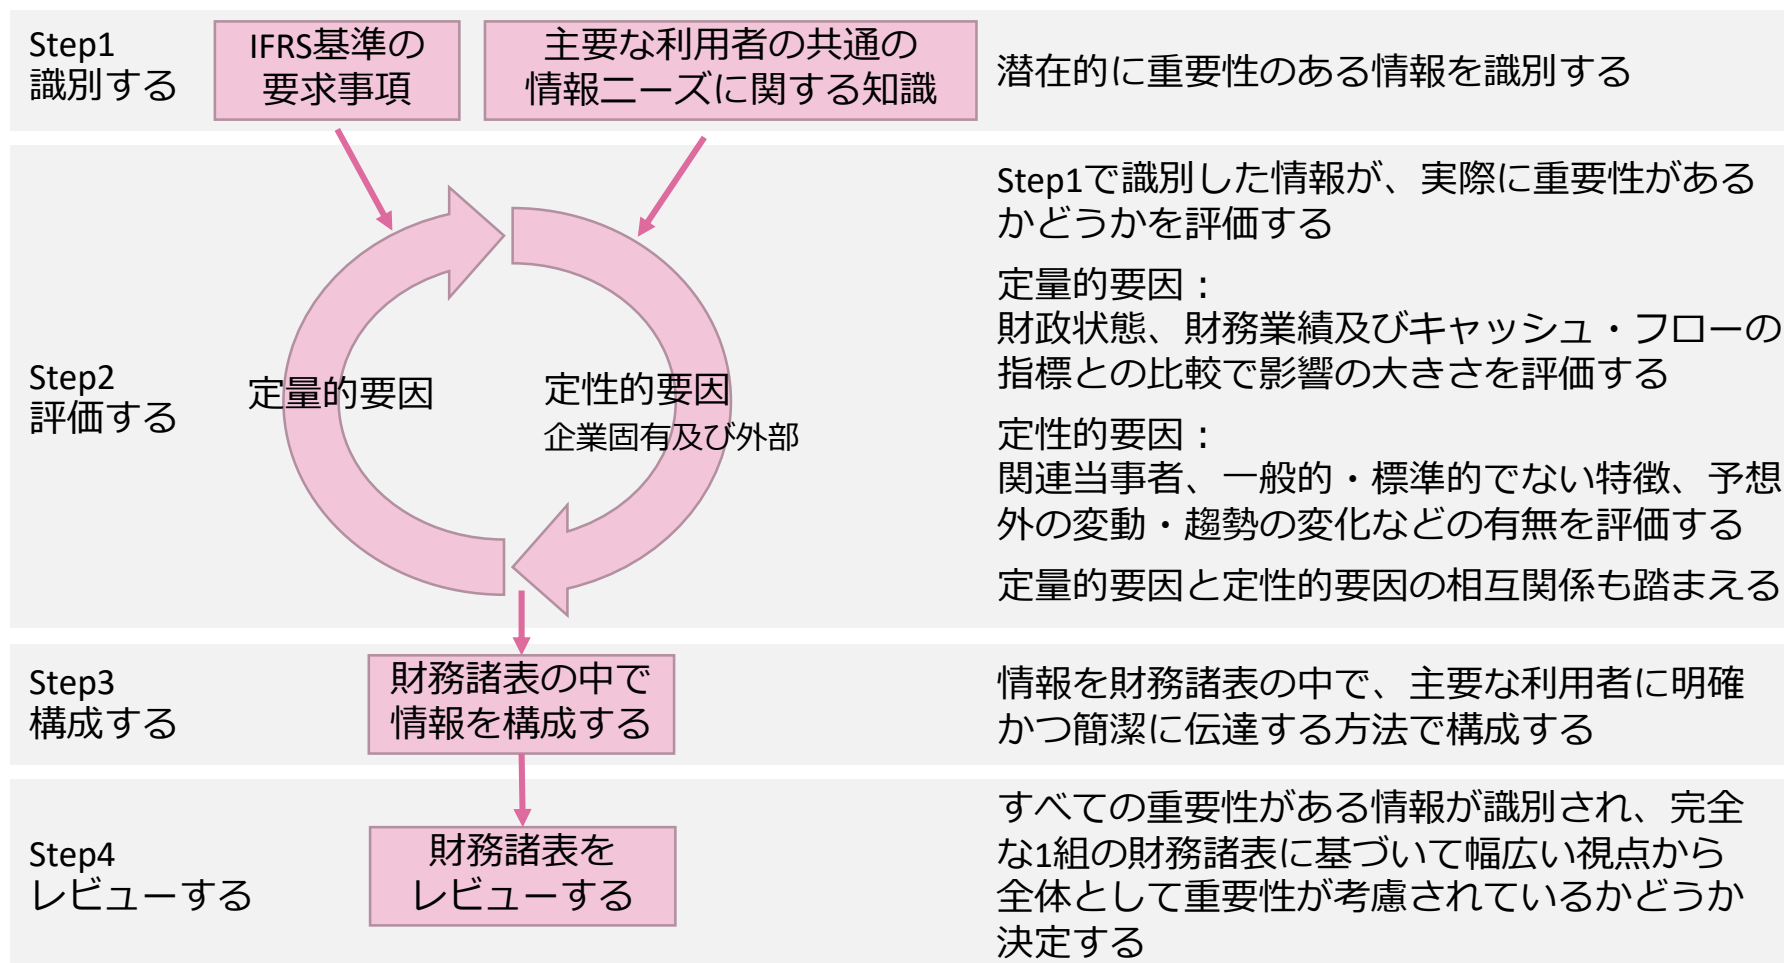 Step1
識別する
IFRS基準の
要求事項
主要な利用者の共通の
情報ニーズに関する知識
潜在的に重要性のある情報を識別する
Step2
評価する
定量的要因
定性的要因
企業固有及び外部
Step1で識別した情報が、実際に重要性がある
かどうかを評価する
定量的要因：
財政状態、財務業績及びキャッシュ・フローの
指標との比較で影響の大きさを評価する
定性的要因：
関連当事者、一般的・標準的でない特徴、予想
外の変動・趨勢の変化などの有無を評価する
定量的要因と定性的要因の相互関係も踏まえる
Step3
構成する
財務諸表の中で
情報を構成する
情報を財務諸表の中で、主要な利用者に明確
かつ簡潔に伝達する方法で構成する
Step4
レビューする
財務諸表を
レビューする
すべての重要性がある情報が識別され、完全
な1組の財務諸表に基づいて幅広い視点から
全体として重要性が考慮されているかどうか
決定する